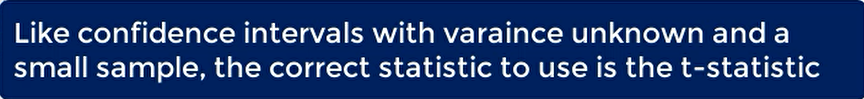 Like confidence intervals with varaince unknown and a
small sample, the correct statistic to use is the t-statistic